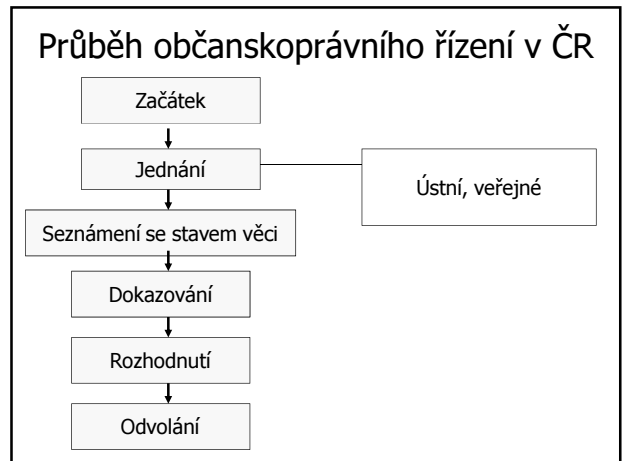 Průběh občanskoprávního řízení v ČR
Začátek
Jednání
Ústní, veřejné
Seznámení se stavem věci
Dokazování
Rozhodnutí
Odvolání